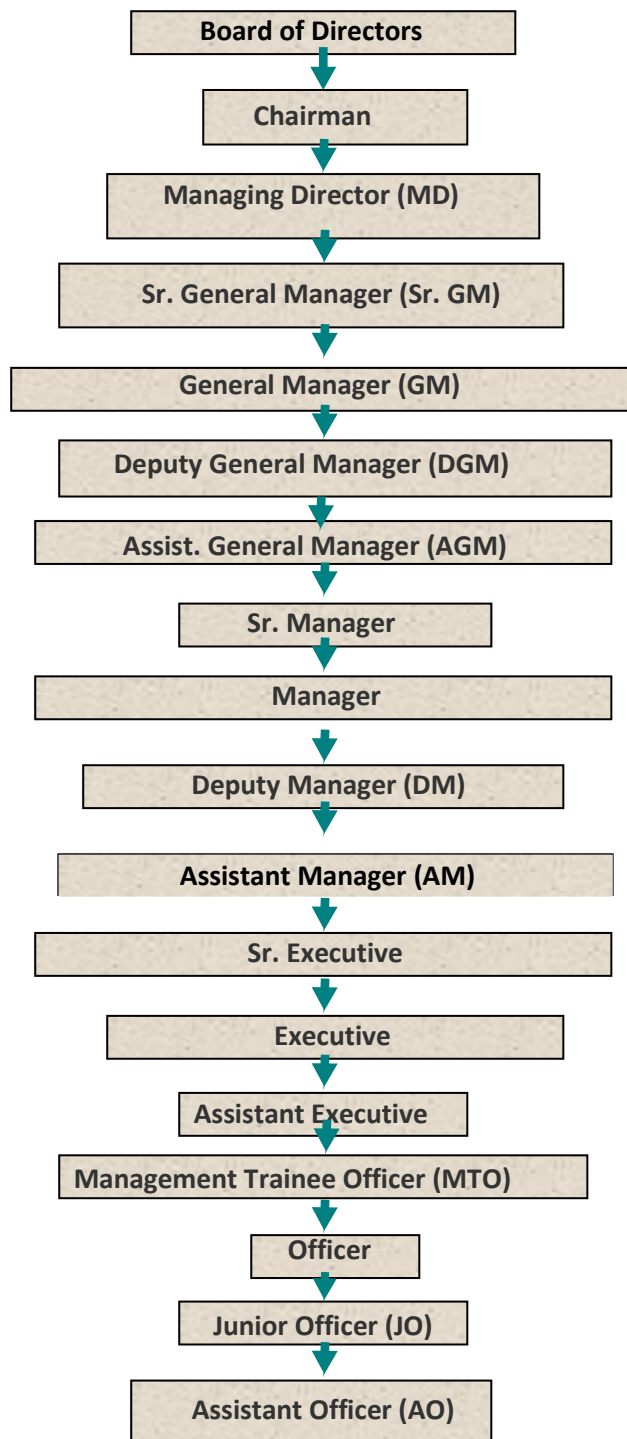 Board of Directors
Chairman
Managing Director (MD)
Sr. General Manager (Sr. GM)
General Manager (GM)
Deputy General Manager (DGM)
Assist. General Manager (AGM)
Sr. Manager
Manager
Deputy Manager (DM)
Assistant Manager (AM)
Sr. Executive
Executive
Assistant Executive
Management Trainee Officer (MTO)
Officer
Junior Officer (JO)
Assistant Officer (AO)